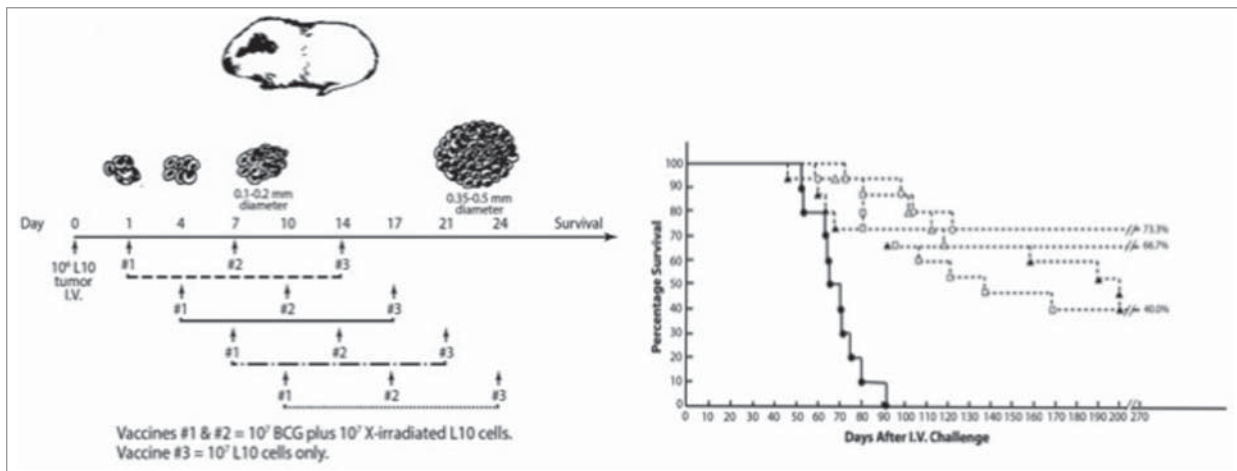 0.1-0.2 mm
diameter
0.35-0.5 mm
diameter
Day 0 1 4 7 10 14 17 21 24 Survival
10⁶ L10
tumor
I.V.
#1 #2 #3
#1 #2 #3
#1 #2 #3
#1 #2 #3
Vaccines #1 & #2 = 10⁷ BCG plus 10⁷ X-irradiated L10 cells.
Vaccine #3 = 10⁷ L10 cells only.
Percentage Survival
100
90
80
70
60
50
40
30
20
10
0
73.3%
66.7%
40.0%
0 10 20 30 40 50 60 70 80 90 100 110 120 130 140 150 160 170 180 190 200 270
Days After I.V. Challenge